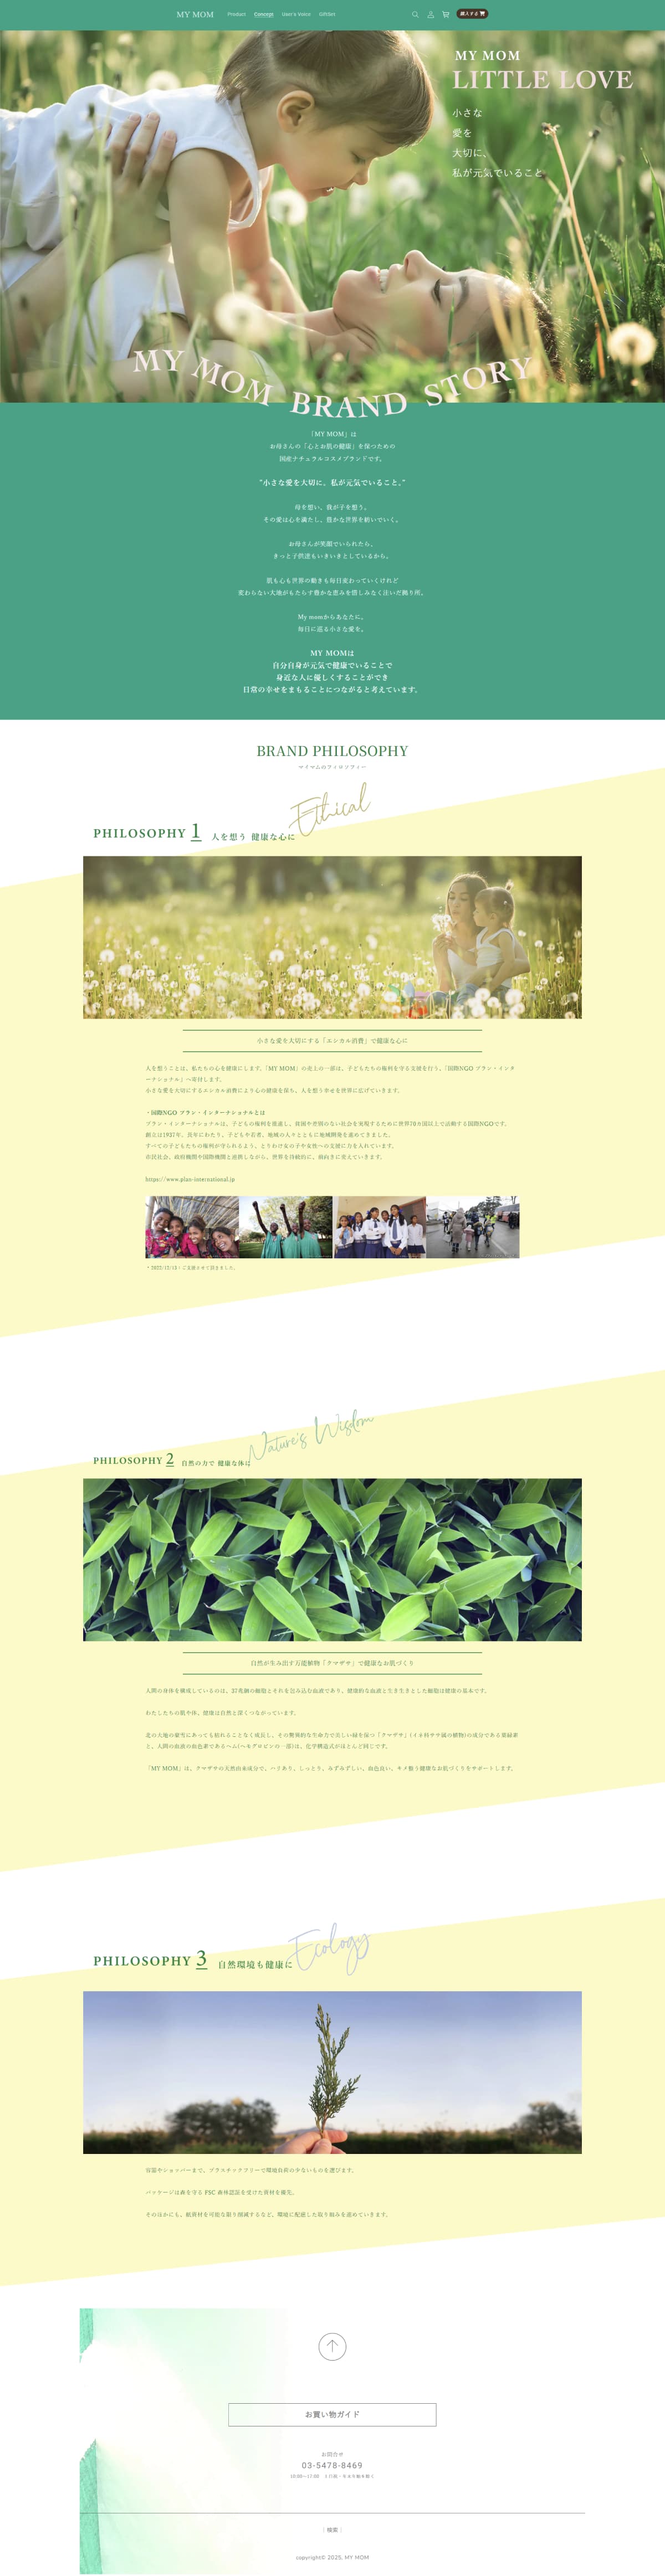 MY MOM
Product Concept User's Voice GiftSet
購入する
MY MOM
LITTLE LOVE
小さな
愛を
大切に、
私が元気でいること
MY MOM BRAND STORY
「MY MOM」は
お母さんの「心とお肌の健康」を保つための
国産ナチュラルコスメブランドです。
“小さな愛を大切に。私が元気でいること。”
母を想い、我が子を想う。
その愛は心を満たし、豊かな世界を紡いでいく。
お母さんが笑顔でいられたら、
きっと子供達もいきいきとしているから。
肌も心も世界の動きも毎日変わっていくけれど
変わらない大地がもたらす豊かな恵みを惜しみなく注いだ拠り所。
My momからあなたに。
毎日に巡る小さな愛を。
MY MOMは
自分自身が元気で健康でいることで
身近な人に優しくすることができ
日常の幸せをまもることにつながると考えています。
BRAND PHILOSOPHY
マイマムのフィロソフィー
Ethical
PHILOSOPHY 1 人を想う 健康な心に
小さな愛を大切にする「エシカル消費」で健康な心に
人を想うことは、私たちの心を健康にします。「MY MOM」の売上の一部は、子どもたちの権利を守る支援を行う、「国際NGO プラン・インタ
ーナショナル」へ寄付します。
小さな愛を大切にするエシカル消費により心の健康を保ち、人を想う幸せを世界に広げていきます。
・国際NGO プラン・インターナショナルとは
プラン・インターナショナルは、子どもの権利を推進し、貧困や差別のない社会を実現するために世界70カ国以上で活動する国際NGOです。
創立は1937年。長年にわたり、子どもや若者、地域の人々とともに地域開発を進めてきました。
すべての子どもたちの権利が守られるよう、とりわけ女の子や女性への支援に力を入れています。
市民社会、政府機関や国際機関と連携しながら、世界を持続的に、前向きに変えていきます。
https://www.plan-international.jp
Nature's Wisdom
PHILOSOPHY 2 自然の力で 健康な体に
自然が生み出す万能植物「クマザサ」で健康なお肌づくり
人間の身体を構成しているのは、37兆個の細胞とそれを包み込む血液であり、健康的な血液と生き生きとした細胞は健康の基本です。
わたしたちの肌や体、健康は自然と深くつながっています。
北の大地の豪雪にあっても枯れることなく成長し、その驚異的な生命力で美しい緑を保つ「クマザサ」(イネ科ササ属の植物)の成分である葉緑素
と、人間の血液の血色素であるヘム(ヘモグロビンの一部)は、化学構造式がほとんど同じです。
「MY MOM」は、クマザサの天然由来成分で、ハリあり、しっとり、みずみずしい、血色良い、キメ整う健康なお肌づくりをサポートします。
Ecology
PHILOSOPHY 3 自然環境も健康に
容器やショッパーまで、プラスチックフリーで環境負荷の少ないものを選びます。
パッケージは森を守る FSC 森林認証を受けた資材を優先。
そのほかにも、紙資材を可能な限り削減するなど、環境に配慮した取り組みを進めていきます。
お買い物ガイド
お問合せ
03-5478-8469
| 検索 |
copyright© 2025, MY MOM